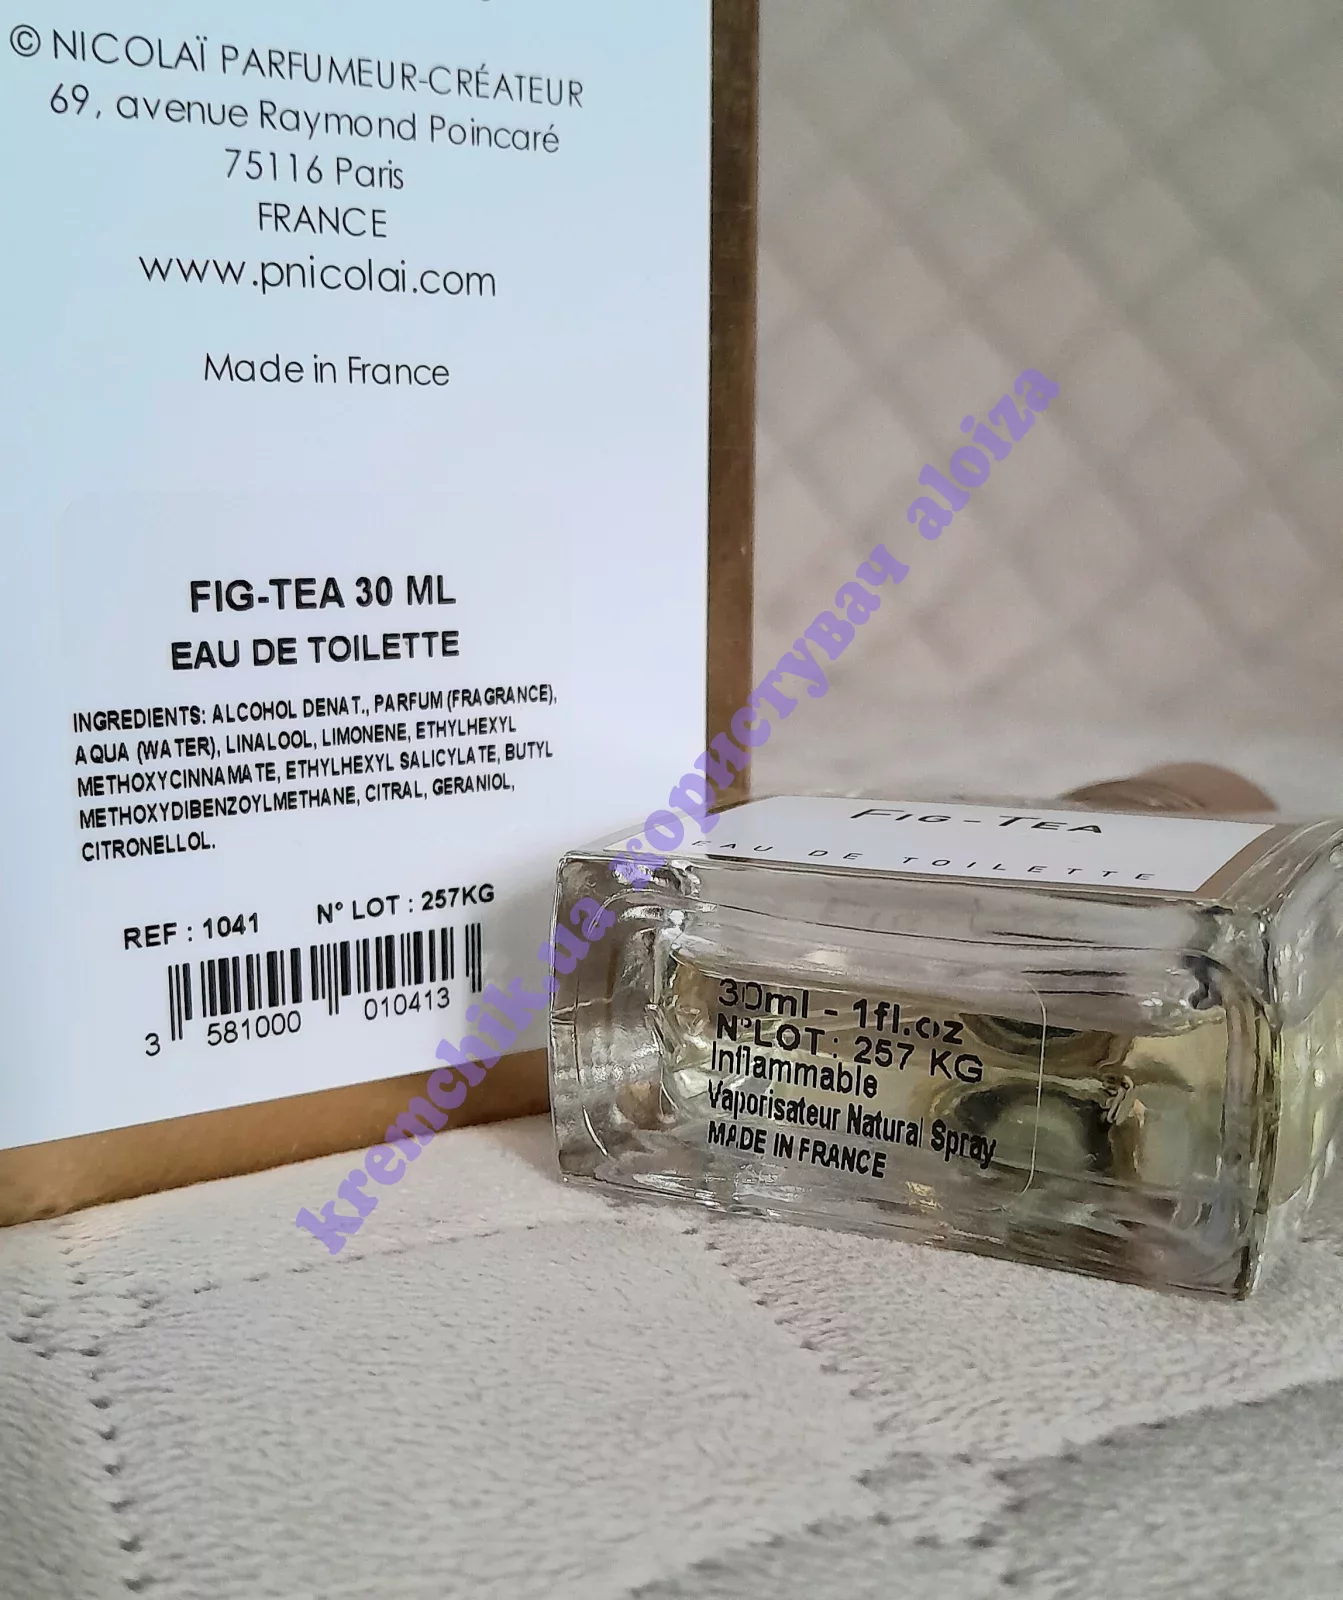 © NICOLAÏ PARFUMEUR-CRÉATEUR
69, avenue Raymond Poincaré
75116 Paris
FRANCE
www.pnicolai.com
Made in France
FIG-TEA 30 ML
EAU DE TOILETTE
INGREDIENTS: ALCOHOL DENAT., PARFUM (FRAGRANCE),
AQUA (WATER), LINALOOL, LIMONENE, ETHYLHEXYL
METHOXYCINNAMATE, ETHYLHEXYL SALICYLATE, BUTYL
METHOXYDIBENZOYLMETHANE, CITRAL, GERANIOL,
CITRONELLOL.
REF : 1041 N° LOT : 257KG
3 581000 010413
FIG-TEA
EAU DE TOILETTE
30ml - 1fl.oz
N° LOT : 257 KG
Inflammable
Vaporisateur Natural Spray
MADE IN FRANCE
kremchik.ua користувач aloiza